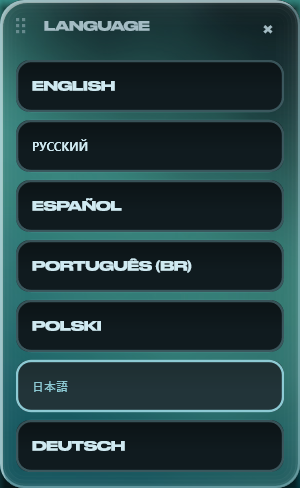 LANGUAGE
ENGLISH
РУССКИЙ
ESPAÑOL
PORTUGUÊS (BR)
POLSKI
日本語
DEUTSCH